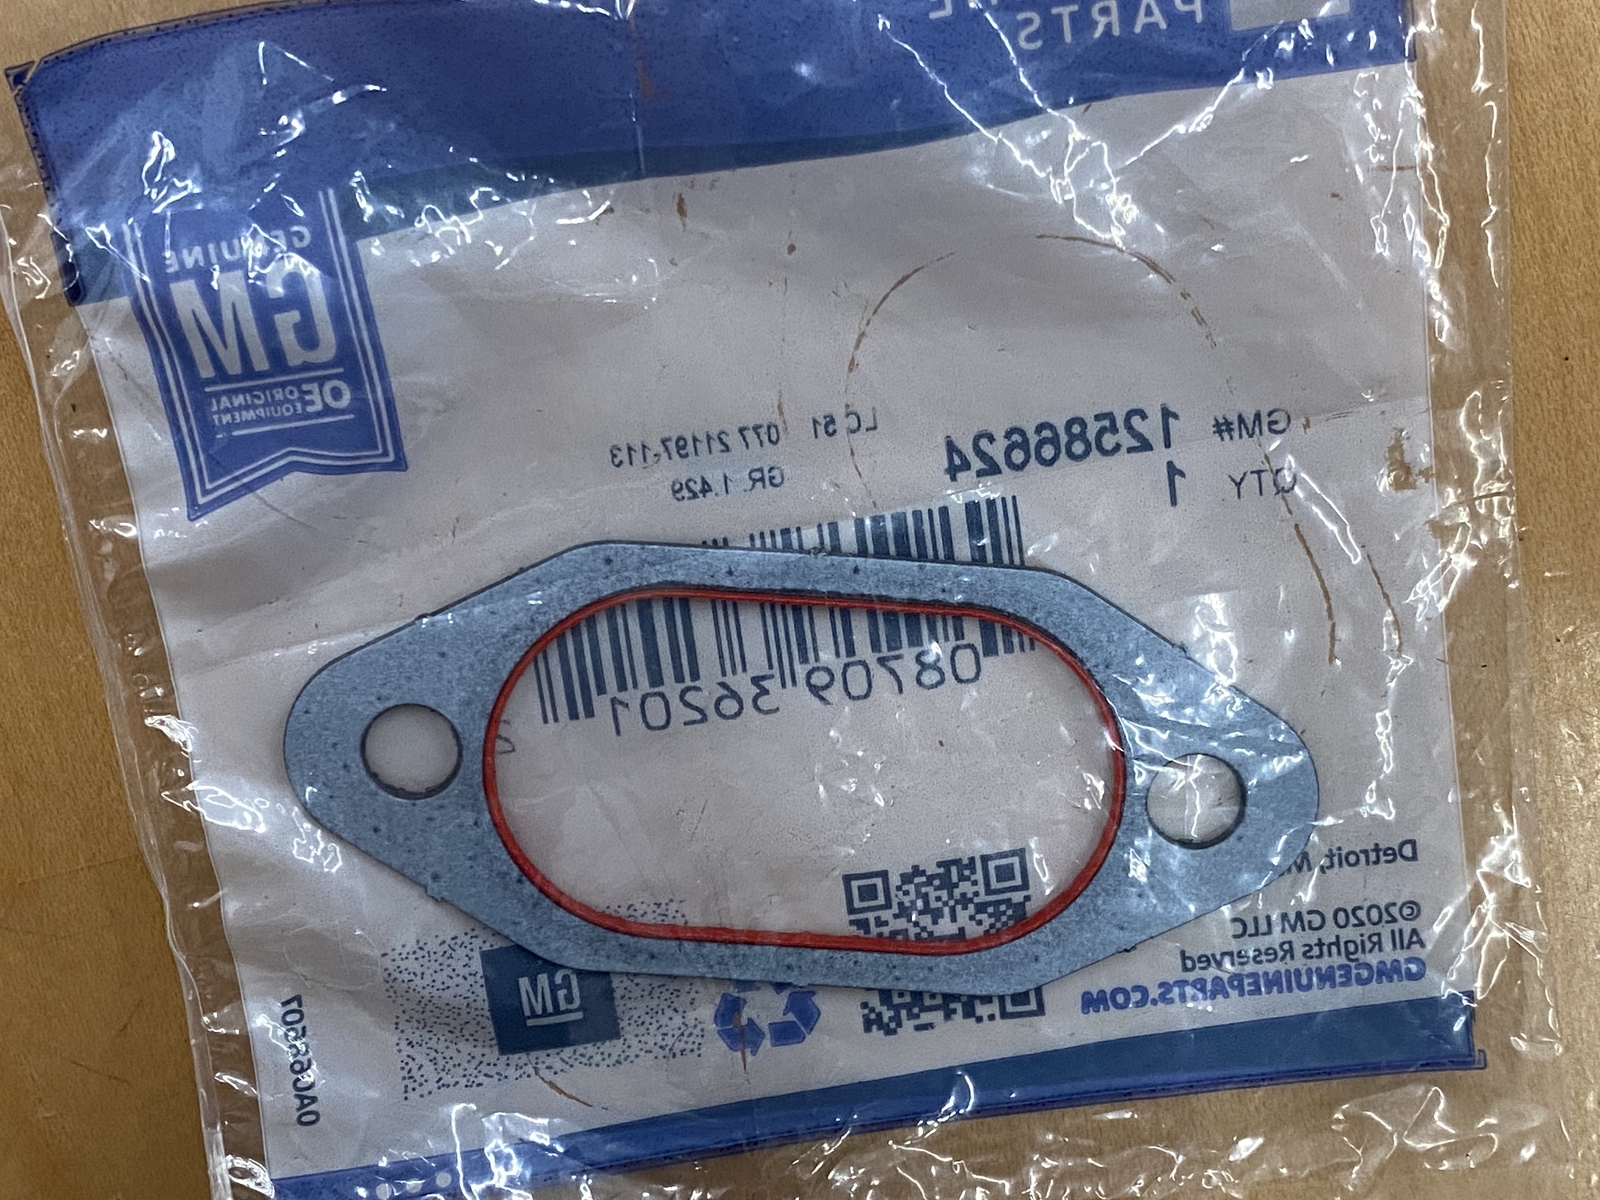 PARTS
GENUINE
GM
OE ORIGINAL
EQUIPMENT
GM# 12586624
QTY 1
LC 51 077 21197-113
GR. 1.429
08709 36201
Detroit,
©2020 GM LLC
All Rights Reserved
GMGENUINEPARTS.COM
GM